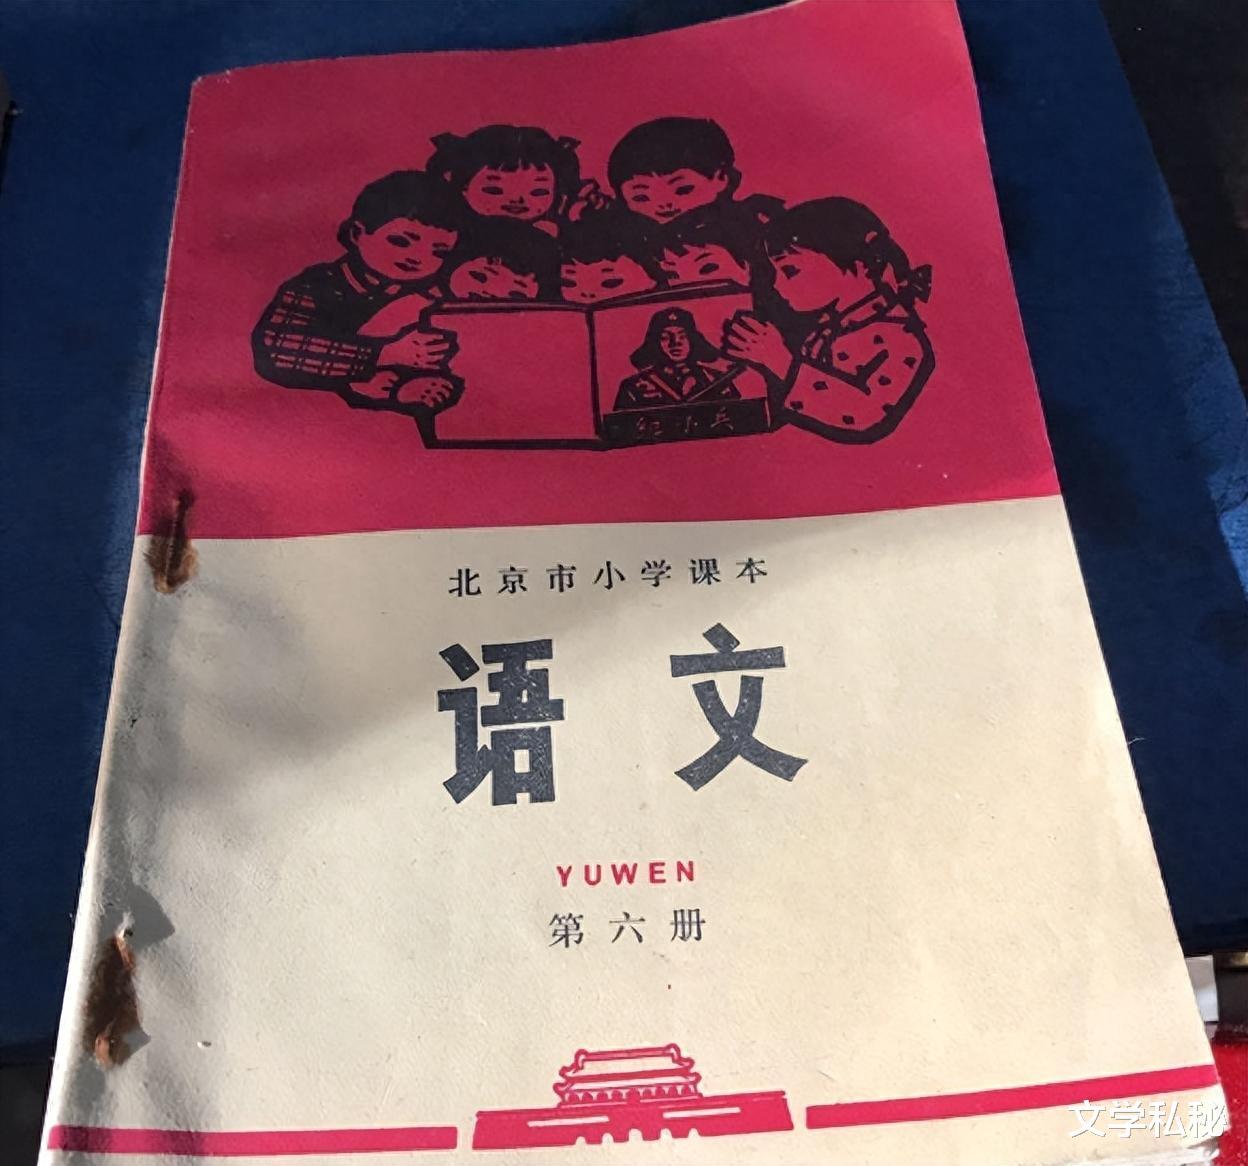 红小兵
北京市小学课本
语文
YUWEN
第六册
文学私秘